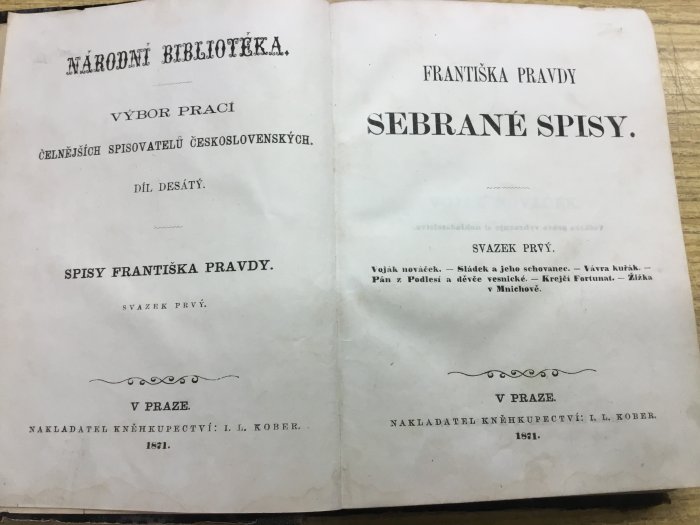 NÁRODNÍ BIBLIOTÉKA.
VÝBOR PRACÍ
ČELNĚJŠÍCH SPISOVATELŮ ČESKOSLOVENSKÝCH.
DÍL DESÁTÝ.
SPISY FRANTIŠKA PRAVDY.
SVAZEK PRVÝ.
V PRAZE.
NAKLADATEL KNĚHKUPECTVÍ: I. L. KOBER.
1871.
FRANTIŠKA PRAVDY
SEBRANÉ SPISY.
SVAZEK PRVÝ.
Voják nováček. — Sládek a jeho schovanec. — Vávra kuřák. —
Pán z Podlesí a děvče vesnické. — Krejčí Fortunat. — Žižka
v Mnichově.
V PRAZE.
NAKLADATEL KNĚHKUPECTVÍ: I. L. KOBER.
1871.